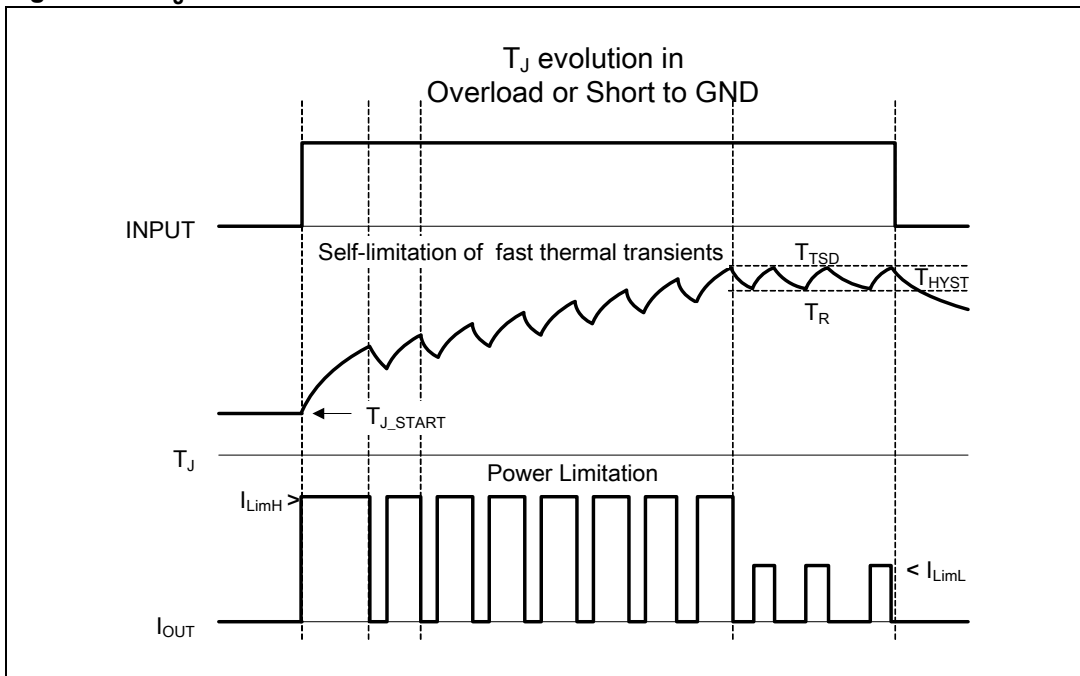 T_J evolution in
Overload or Short to GND
INPUT
Self-limitation of fast thermal transients
T_TSD
T_HYST
T_R
T_J_START
T_J
Power Limitation
I_LimH >
< I_LimL
I_OUT